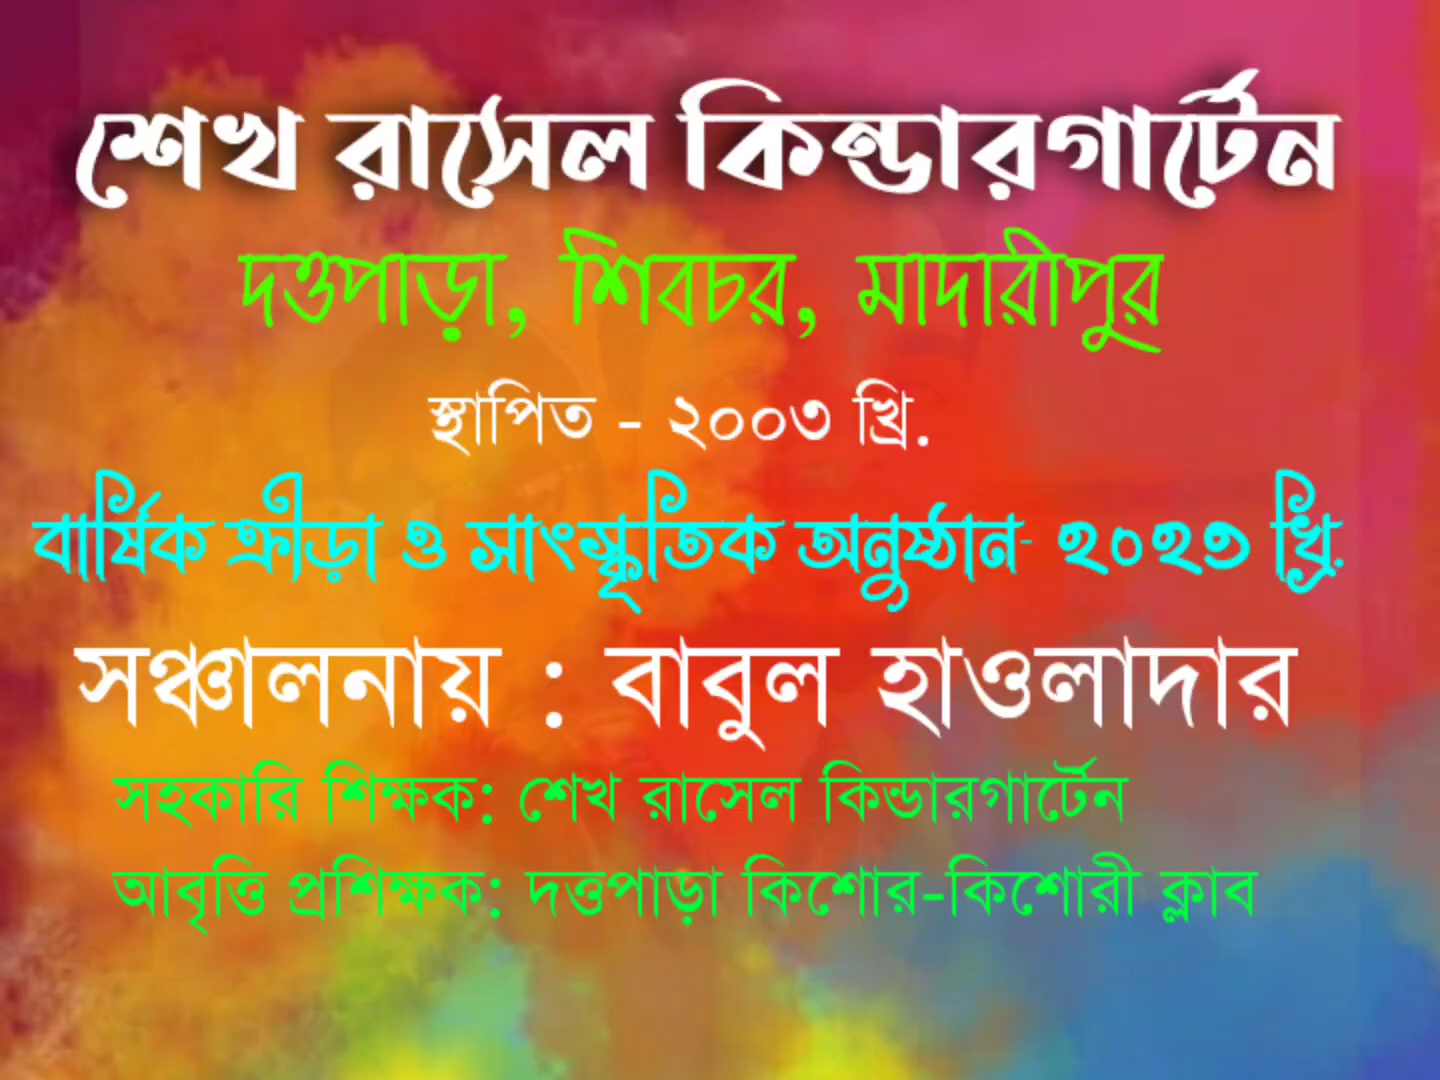 শেখ রাসেল কিন্ডারগার্টেন
দত্তপাড়া, শিবচর, মাদারীপুর
স্থাপিত - ২০০৩ খ্রি.
বার্ষিক ক্রীড়া ও সাংস্কৃতিক অনুষ্ঠান- ২০২৩ খ্রি.
সঞ্চালনায় : বাবুল হাওলাদার
সহকারি শিক্ষক: শেখ রাসেল কিন্ডারগার্টেন
আবৃত্তি প্রশিক্ষক: দত্তপাড়া কিশোর-কিশোরী ক্লাব